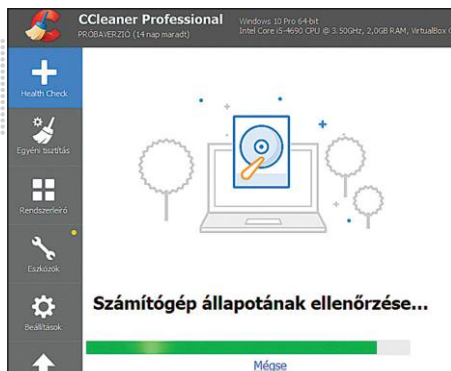 CCleaner Professional
PRÓBAVERZIÓ (14 nap maradt)
Windows 10 Pro 64-bit
Intel Core i5-4690 CPU @ 3.50GHz, 2,0GB RAM, VirtualBox
Health Check
Egyéni tisztítás
Rendszerleíró
Eszközök
Beállítások
Számítógép állapotának ellenőrzése...
Mégse